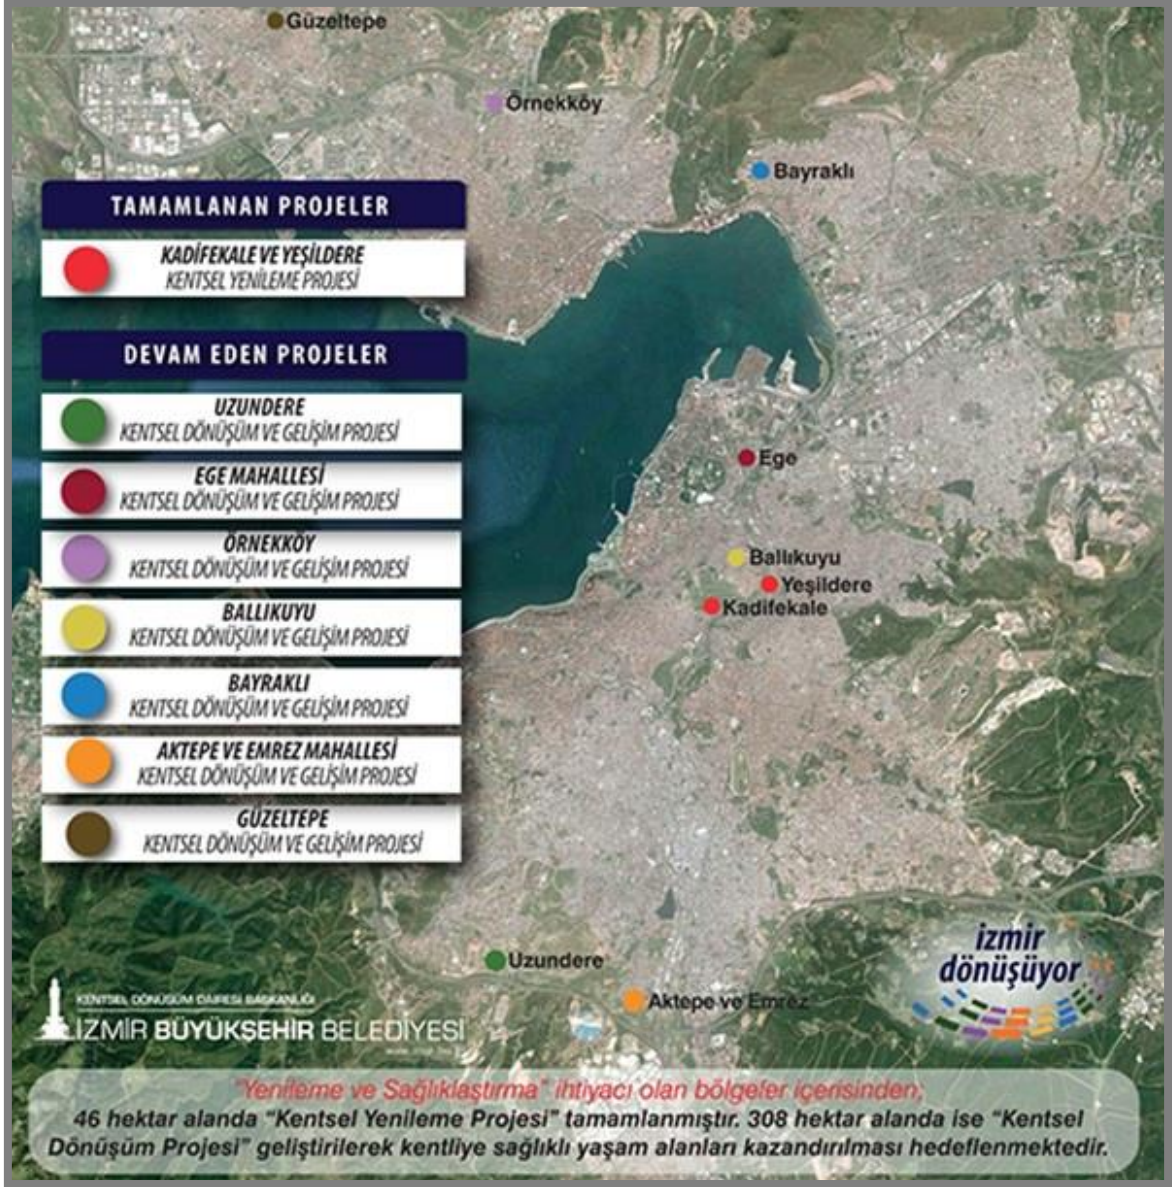 Güzeltepe
Örnekköy
Bayraklı
TAMAMLANAN PROJELER
KADİFEKALE VE YEŞİLDERE
KENTSEL YENİLEME PROJESİ
DEVAM EDEN PROJELER
UZUNDERE
KENTSEL DÖNÜŞÜM VE GELİŞİM PROJESİ
EGE MAHALLESİ
KENTSEL DÖNÜŞÜM VE GELİŞİM PROJESİ
ÖRNEKKÖY
KENTSEL DÖNÜŞÜM VE GELİŞİM PROJESİ
BALLIKUYU
KENTSEL DÖNÜŞÜM VE GELİŞİM PROJESİ
BAYRAKLI
KENTSEL DÖNÜŞÜM VE GELİŞİM PROJESİ
AKTEPE VE EMREZ MAHALLESİ
KENTSEL DÖNÜŞÜM VE GELİŞİM PROJESİ
GÜZELTEPE
KENTSEL DÖNÜŞÜM VE GELİŞİM PROJESİ
Ege
Ballıkuyu
Yeşildere
Kadifekale
Uzundere
Aktepe ve Emrez
izmir
dönüşüyor
KENTSEL DÖNÜŞÜM DAİRESİ BAŞKANLIĞI
İZMİR BÜYÜKŞEHİR BELEDİYESİ
"Yenileme ve Sağlıklaştırma" ihtiyacı olan bölgeler içerisinden;
46 hektar alanda "Kentsel Yenileme Projesi" tamamlanmıştır. 308 hektar alanda ise "Kentsel
Dönüşüm Projesi" geliştirilerek kentliye sağlıklı yaşam alanları kazandırılması hedeflenmektedir.